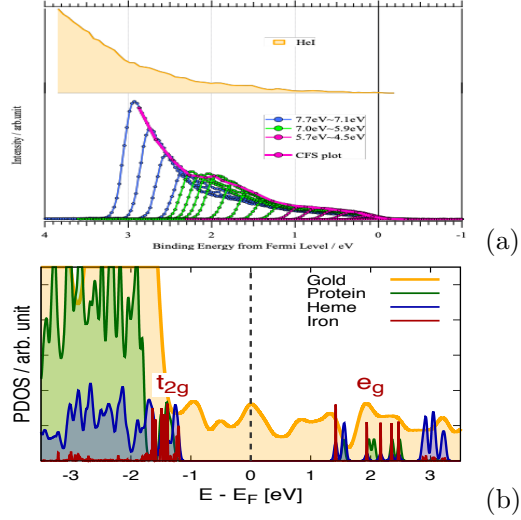 HeI
7.7eV~7.1eV
7.0eV~5.9eV
5.7eV~4.5eV
CFS plot
Intensity / arb.unit
4 3 2 1 0 -1
Binding Energy from Fermi Level / eV
(a)
Gold
Protein
Heme
Iron
t2g
eg
PDOS / arb. unit
-3 -2 -1 0 1 2 3
E - EF [eV]
(b)